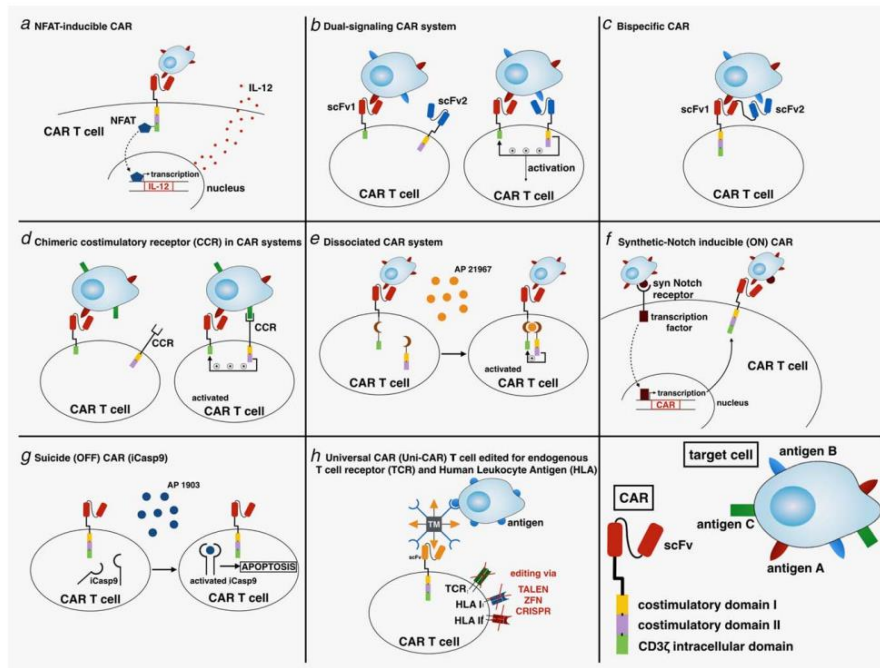 a NFAT-inducible CAR
IL-12
NFAT
CAR T cell
transcription
IL-12
nucleus
b Dual-signaling CAR system
scFv1
scFv2
activation
CAR T cell
CAR T cell
c Bispecific CAR
scFv1
scFv2
CAR T cell
d Chimeric costimulatory receptor (CCR) in CAR systems
CCR
CCR
activated
CAR T cell
CAR T cell
e Dissociated CAR system
AP 21967
activated
CAR T cell
CAR T cell
f Synthetic-Notch inducible (ON) CAR
syn Notch
receptor
transcription
factor
CAR T cell
transcription
CAR
nucleus
g Suicide (OFF) CAR (iCasp9)
AP 1903
iCasp9
activated iCasp9
APOPTOSIS
CAR T cell
CAR T cell
h Universal CAR (Uni-CAR) T cell edited for endogenous
T cell receptor (TCR) and Human Leukocyte Antigen (HLA)
TM
antigen
scFv
TCR
HLA I
HLA II
editing via
TALEN
ZFN
CRISPR
CAR T cell
target cell
antigen B
CAR
antigen C
scFv
antigen A
costimulatory domain I
costimulatory domain II
CD3ζ intracellular domain